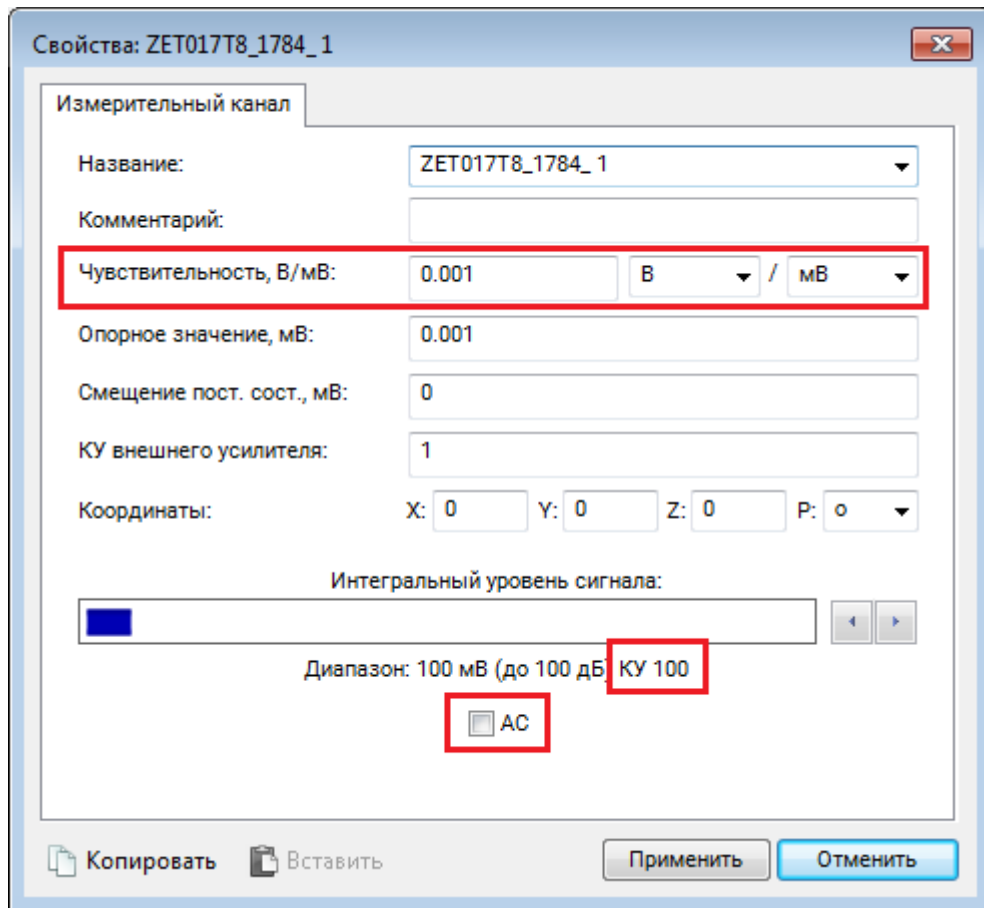 Свойства: ZET017T8_1784_ 1
Измерительный канал
Название: ZET017T8_1784_ 1
Комментарий:
Чувствительность, В/мВ: 0.001 В / мВ
Опорное значение, мВ: 0.001
Смещение пост. сост., мВ: 0
КУ внешнего усилителя: 1
Координаты: X: 0 Y: 0 Z: 0 P: о
Интегральный уровень сигнала:
Диапазон: 100 мВ (до 100 дБ) КУ 100
AC
Копировать Вставить Применить Отменить